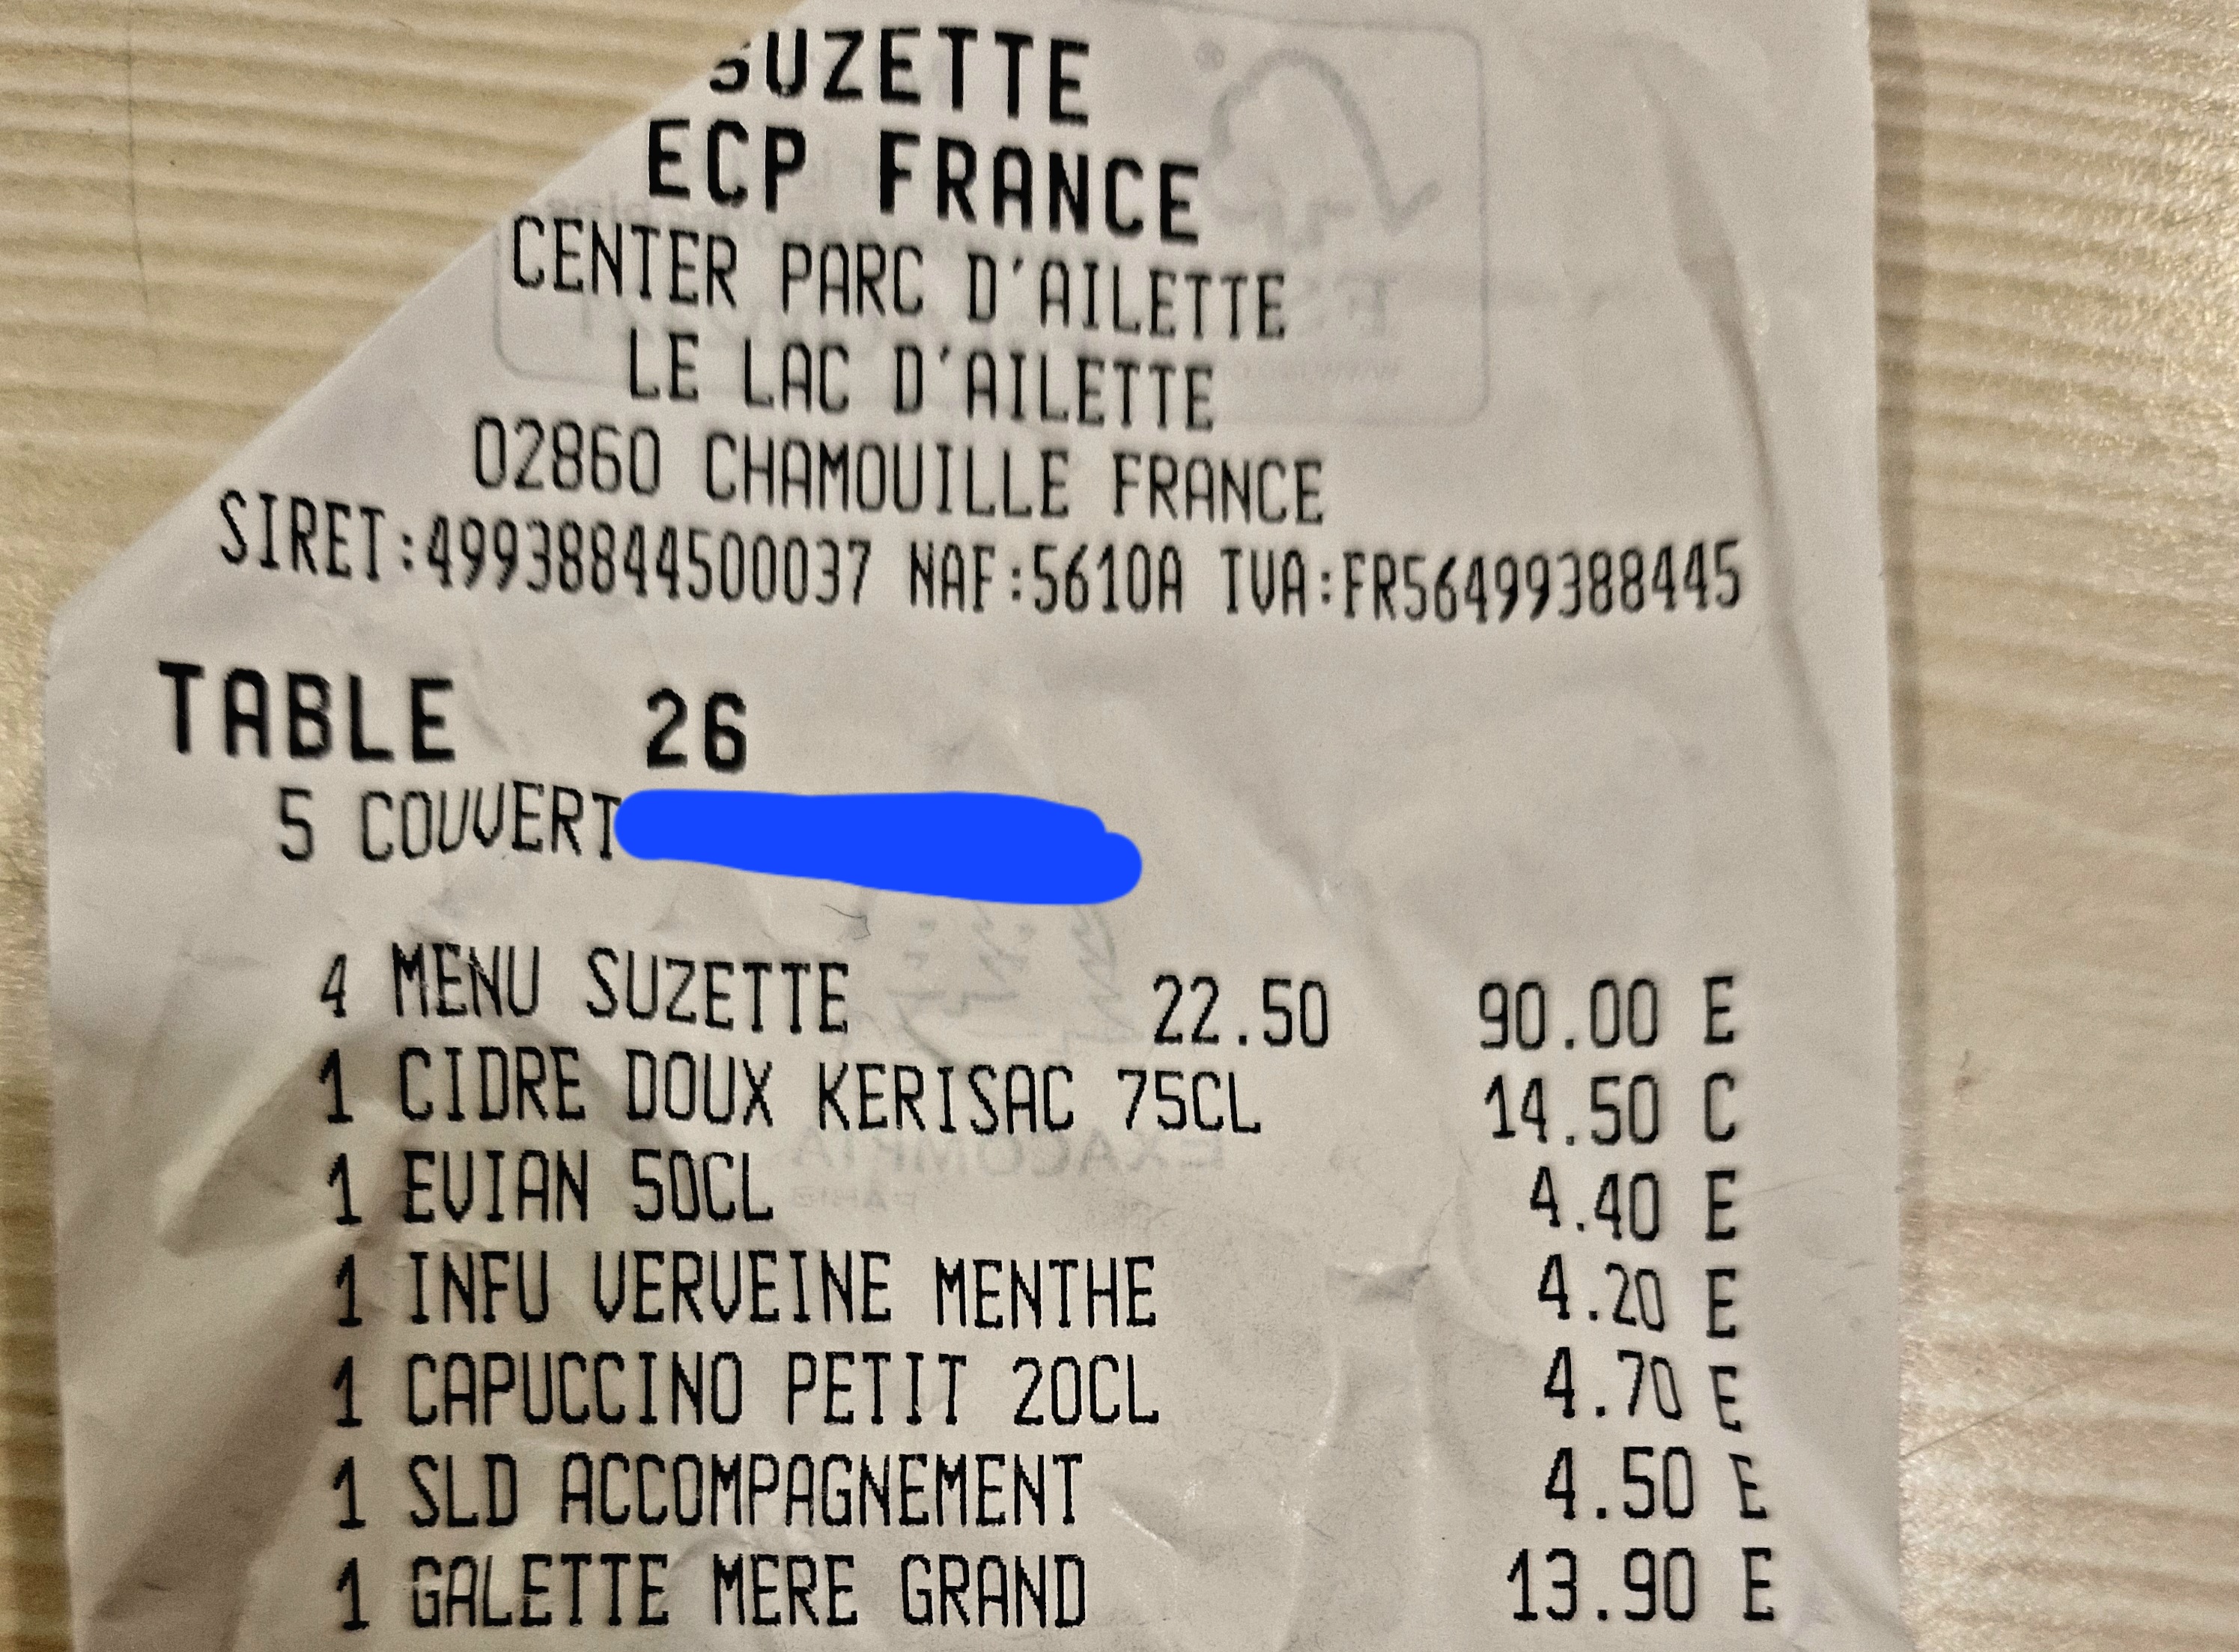 SUZETTE
ECP FRANCE
CENTER PARC D'AILETTE
LE LAC D'AILETTE
02860 CHAMOUILLE FRANCE
SIRET:49938844500037 NAF:5610A TVA:FR56499388445
TABLE 26
5 COUVERT
4 MENU SUZETTE 22.50 90.00 E
1 CIDRE DOUX KERISAC 75CL 14.50 C
1 EVIAN 50CL 4.40 E
1 INFU VERVEINE MENTHE 4.20 E
1 CAPUCCINO PETIT 20CL 4.70 E
1 SLD ACCOMPAGNEMENT 4.50 E
1 GALETTE MERE GRAND 13.90 E